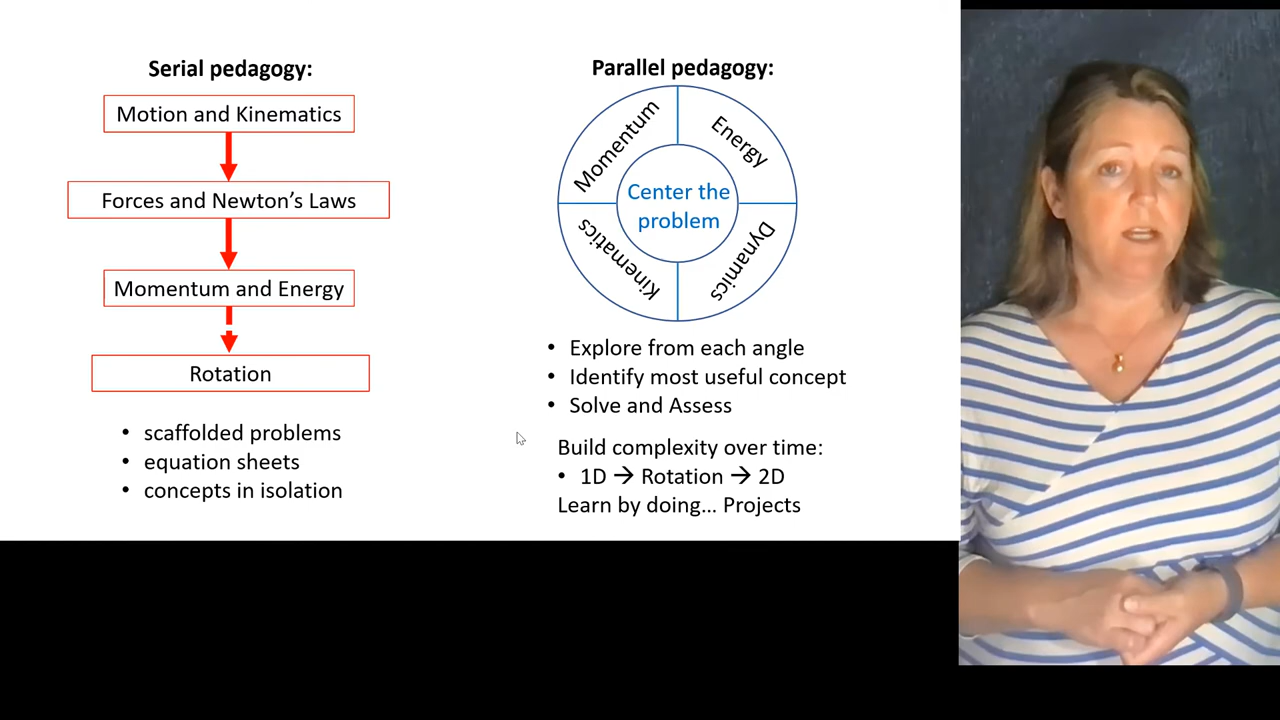 Serial pedagogy:
Motion and Kinematics
Forces and Newton's Laws
Momentum and Energy
Rotation
• scaffolded problems
• equation sheets
• concepts in isolation
Parallel pedagogy:
Momentum
Energy
Center the
problem
Kinematics
Dynamics
• Explore from each angle
• Identify most useful concept
• Solve and Assess
Build complexity over time:
• 1D → Rotation → 2D
Learn by doing... Projects